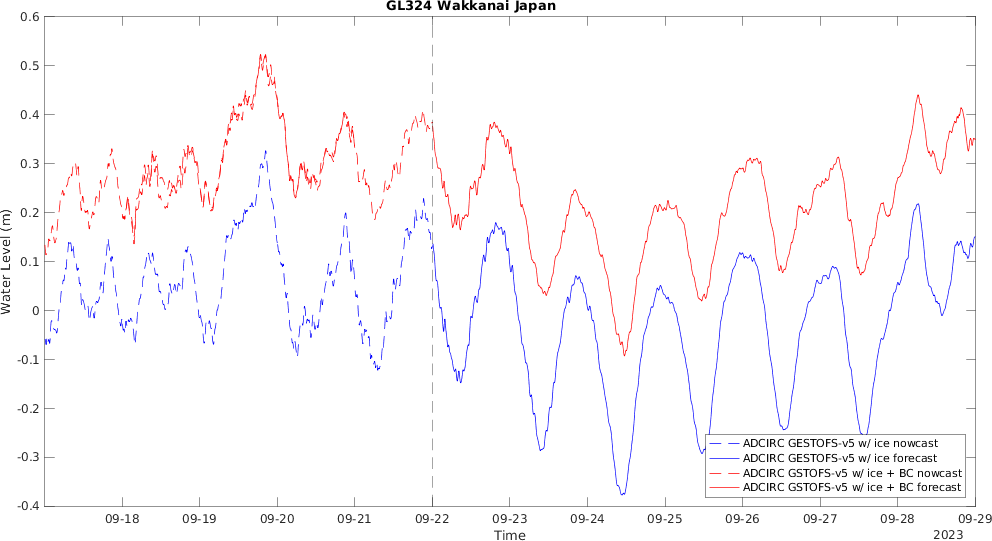 GL324 Wakkanai Japan
0.6
0.5
0.4
0.3
0.2
0.1
0
-0.1
-0.2
-0.3
-0.4
Water Level (m)
ADCIRC GESTOFS-v5 w/ ice nowcast
ADCIRC GESTOFS-v5 w/ ice forecast
ADCIRC GSTOFS-v5 w/ ice + BC nowcast
ADCIRC GSTOFS-v5 w/ ice + BC forecast
09-18 09-19 09-20 09-21 09-22 09-23 09-24 09-25 09-26 09-27 09-28 09-29
Time
2023